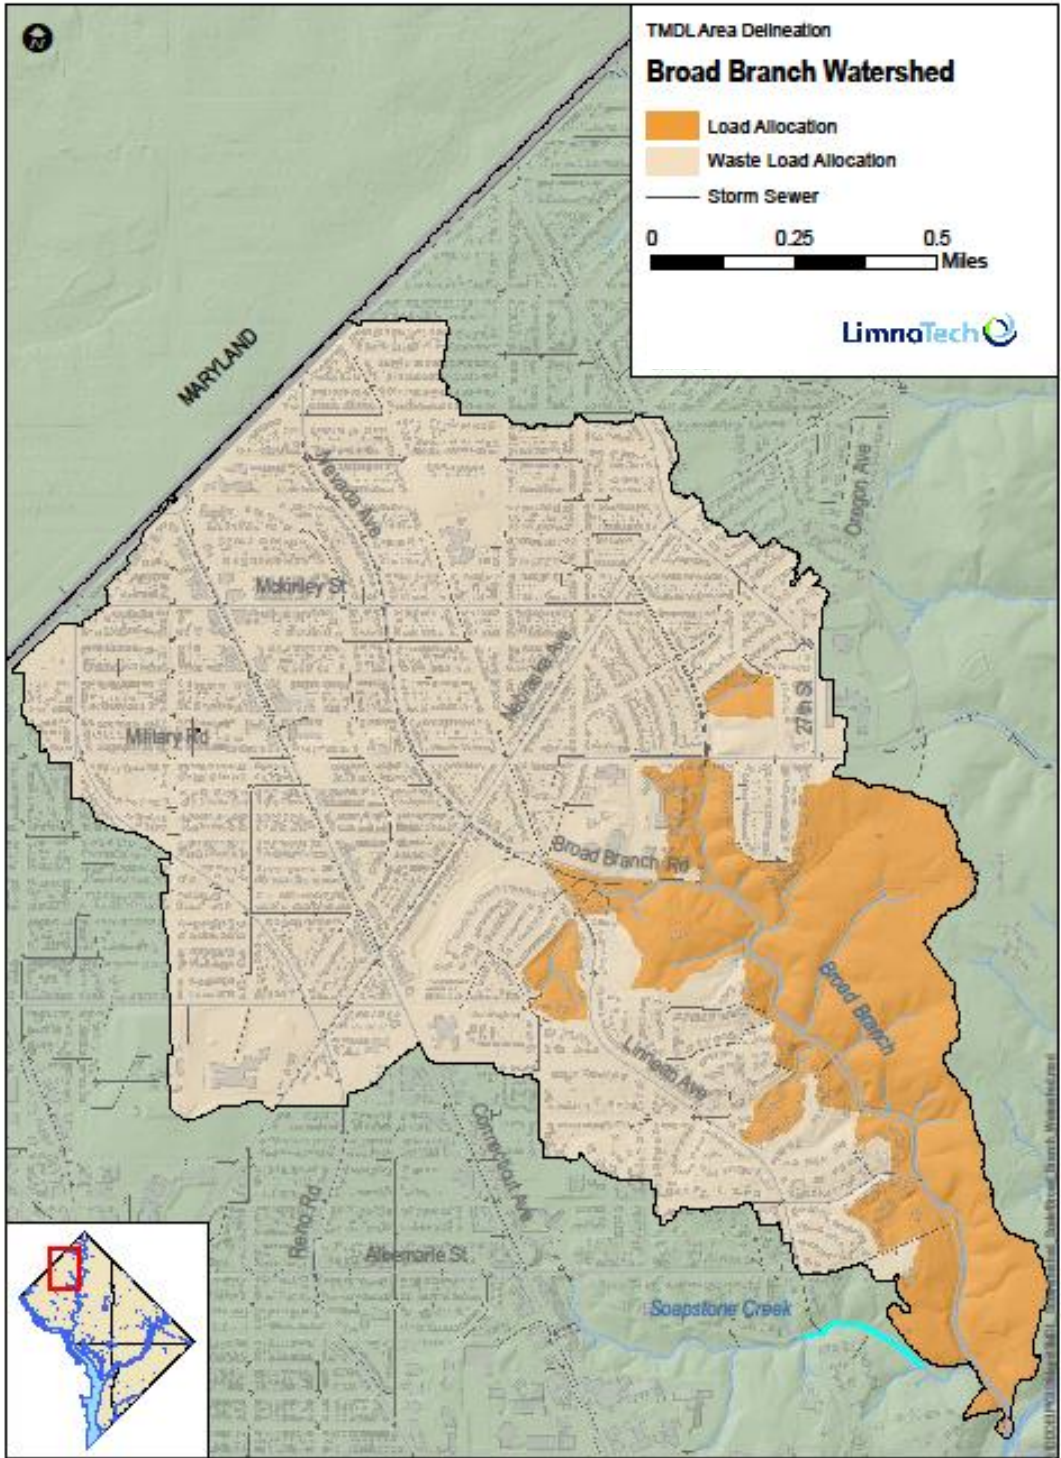 N
TMDL Area Delineation
Broad Branch Watershed
Load Allocation
Waste Load Allocation
Storm Sewer
0 0.25 0.5
Miles
LimnoTech
MARYLAND
Nevada Ave
Oregon Ave
Mckinley St
Nebraska Ave
27th St
Military Rd
Broad Branch Rd
Broad Branch
Linnean Ave
Connecticut Ave
Reno Rd
Albemarle St
Soapstone Creek